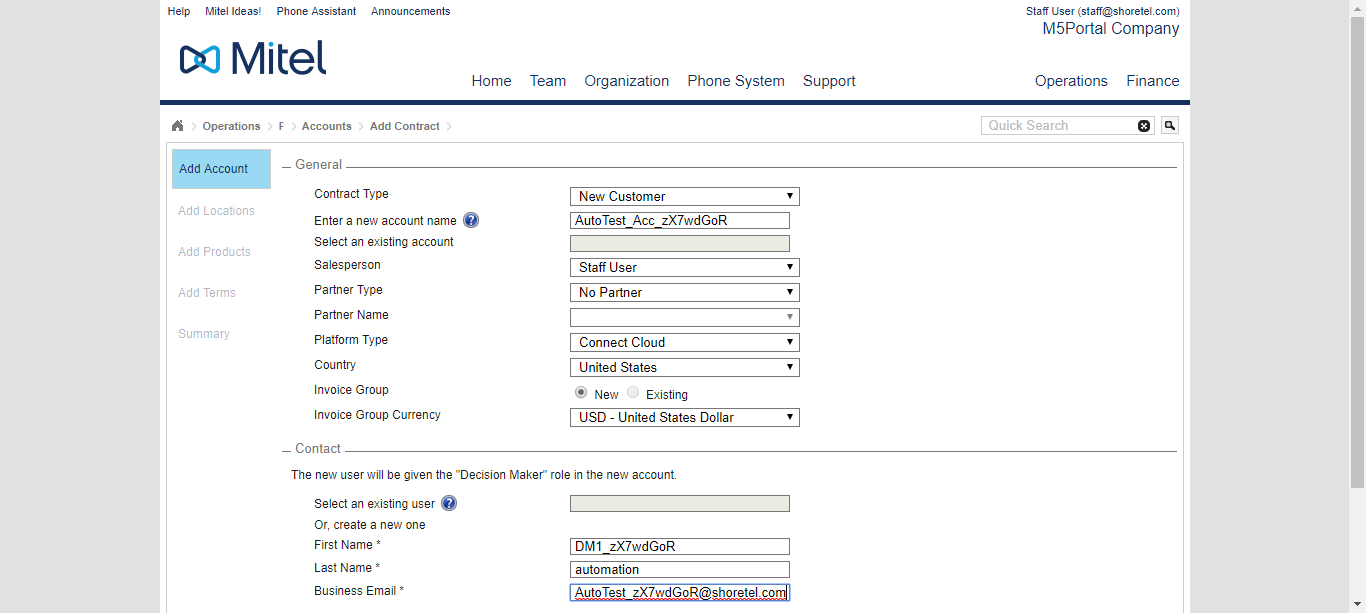 Help Mitel Ideas! Phone Assistant Announcements Staff User (staff@shoretel.com)
M5Portal Company
Mitel
Home Team Organization Phone System Support Operations Finance
Operations F Accounts Add Contract Quick Search
Add Account
Add Locations
Add Products
Add Terms
Summary
General
Contract Type New Customer
Enter a new account name ? AutoTest_Acc_zX7wdGoR
Select an existing account
Salesperson Staff User
Partner Type No Partner
Partner Name
Platform Type Connect Cloud
Country United States
Invoice Group New Existing
Invoice Group Currency USD - United States Dollar
Contact
The new user will be given the "Decision Maker" role in the new account.
Select an existing user ?
Or, create a new one
First Name * DM1_zX7wdGoR
Last Name * automation
Business Email * AutoTest_zX7wdGoR@shoretel.com